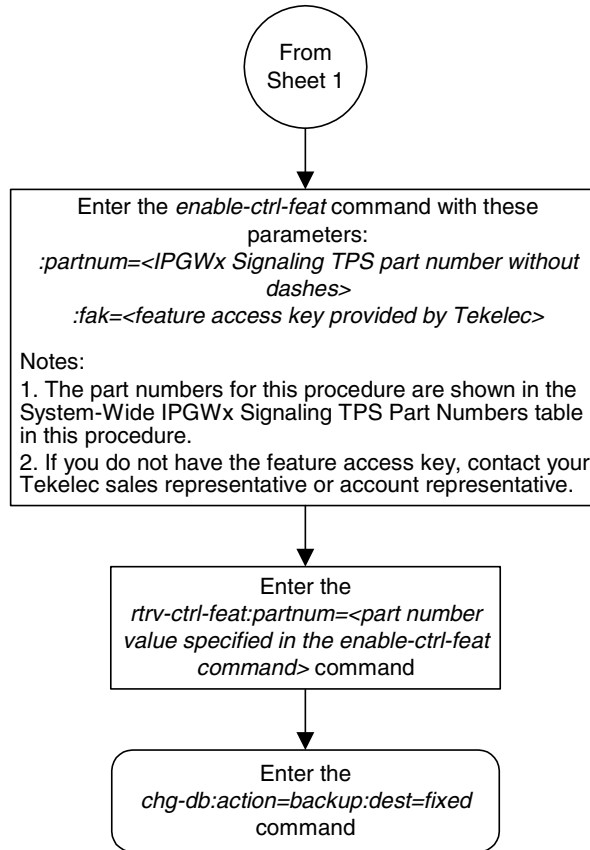 From
Sheet 1
Enter the enable-ctrl-feat command with these
parameters:
:partnum=<IPGWx Signaling TPS part number without
dashes>
:fak=<feature access key provided by Tekelec>
Notes:
1. The part numbers for this procedure are shown in the
System-Wide IPGWx Signaling TPS Part Numbers table
in this procedure.
2. If you do not have the feature access key, contact your
Tekelec sales representative or account representative.
Enter the
rtrv-ctrl-feat:partnum=<part number
value specified in the enable-ctrl-feat
command> command
Enter the
chg-db:action=backup:dest=fixed
command